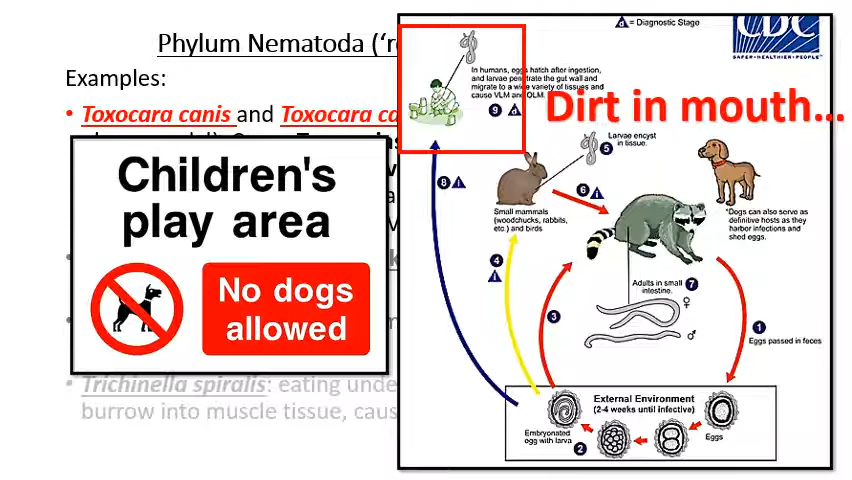 Phylum Nematoda (‘r
Examples:
• Toxocara canis and Toxocara ca
Children's
play area
No dogs
allowed
• Trichinella spiralis: eating unde
burrow into muscle tissue, caus
d = Diagnostic Stage
CDC
SAFER·HEALTHIER·PEOPLE™
In humans, eggs hatch after ingestion,
and larvae penetrate the gut wall and
migrate to a wide variety of tissues and
cause VLM and OLM.
9 d
Dirt in mouth...
Larvae encyst
5 in tissue.
8 i
6 i
Small mammals
(woodchucks, rabbits,
etc.) and birds
*Dogs can also serve as
definitive hosts as they
harbor infections and
shed eggs.
4
i
Adults in small
intestine. 7
♀
♂
3
1
Eggs passed in feces
External Environment
(2-4 weeks until infective)
Embryonated
egg with larva
2
Eggs